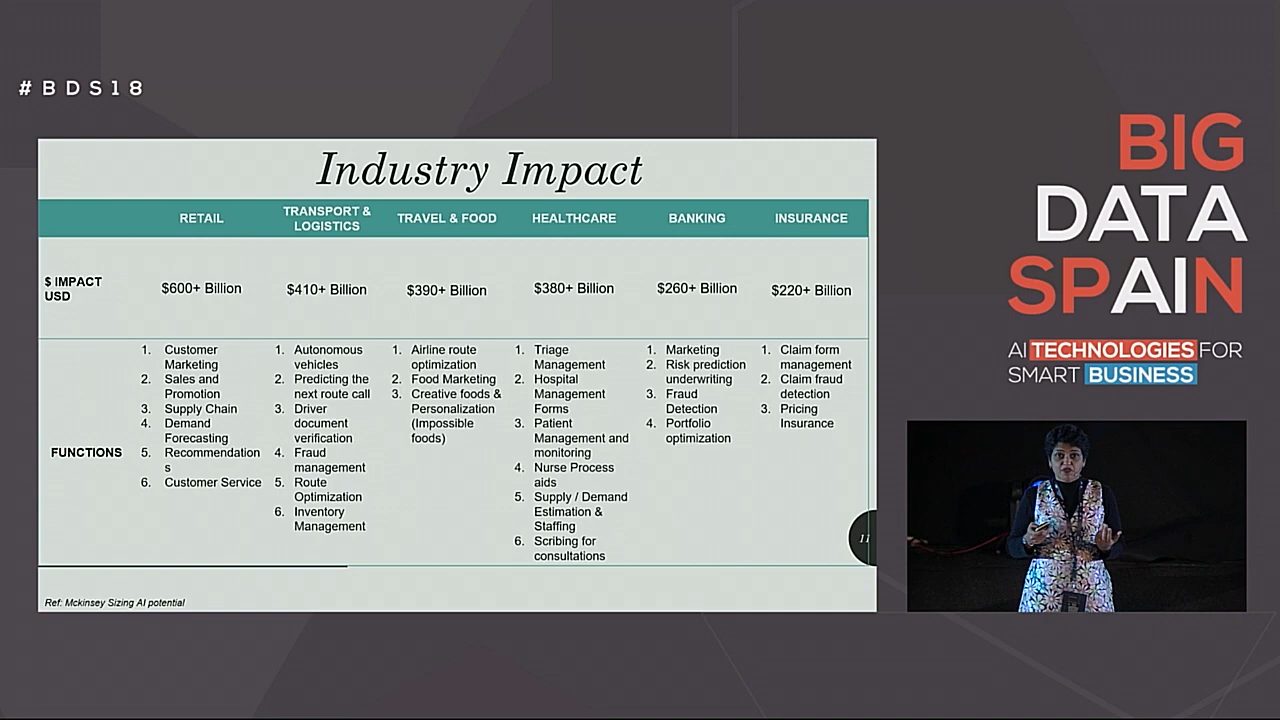 #BDS18
Industry Impact
RETAIL
TRANSPORT &
LOGISTICS
TRAVEL & FOOD
HEALTHCARE
BANKING
INSURANCE
$ IMPACT
USD
$600+ Billion
$410+ Billion
$390+ Billion
$380+ Billion
$260+ Billion
$220+ Billion
FUNCTIONS
1. Customer
Marketing
2. Sales and
Promotion
3. Supply Chain
4. Demand
Forecasting
5. Recommendation
s
6. Customer Service
1. Autonomous
vehicles
2. Predicting the
next route call
3. Driver
document
verification
4. Fraud
management
5. Route
Optimization
6. Inventory
Management
1. Airline route
optimization
2. Food Marketing
3. Creative foods &
Personalization
(Impossible
foods)
1. Triage
Management
2. Hospital
Management
Forms
3. Patient
Management and
monitoring
4. Nurse Process
aids
5. Supply / Demand
Estimation &
Staffing
6. Scribing for
consultations
1. Marketing
2. Risk prediction
underwriting
3. Fraud
Detection
4. Portfolio
optimization
1. Claim form
management
2. Claim fraud
detection
3. Pricing
Insurance
11
Ref: Mckinsey Sizing AI potential
BIG
DATA
SPAIN
AI TECHNOLOGIES FOR
SMART BUSINESS